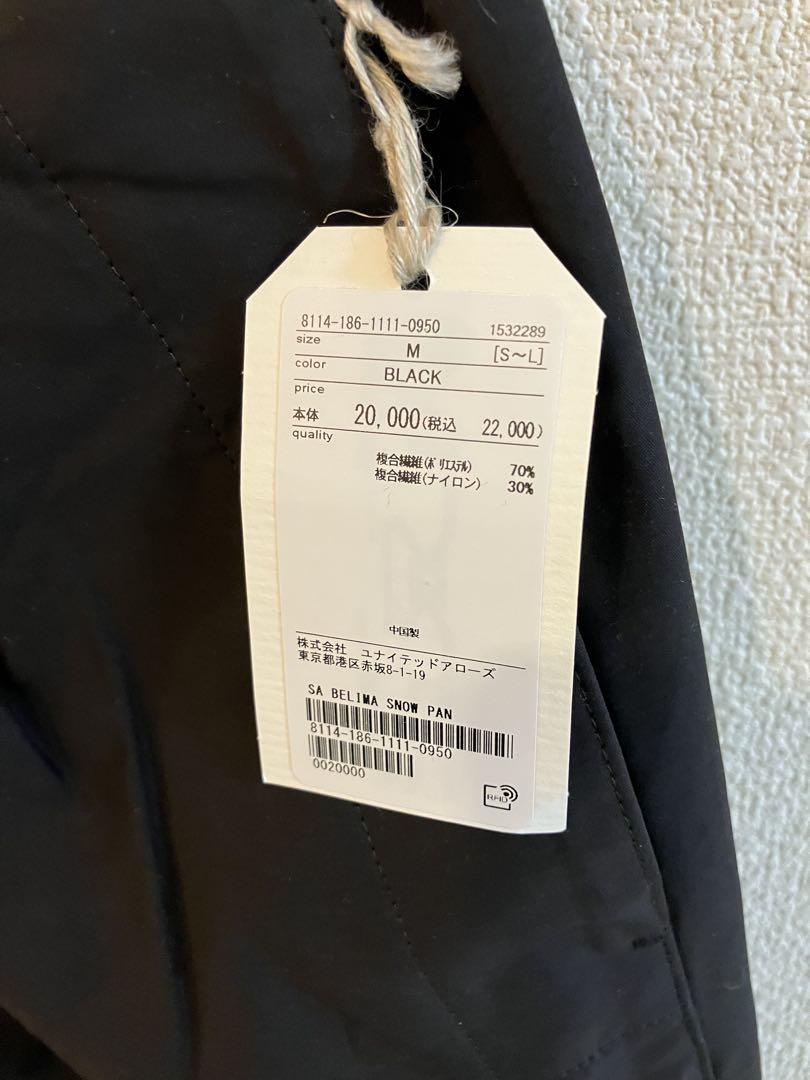 8114-186-1111-0950 1532289
size M [S～L]
color BLACK
price
本体 20,000(税込 22,000)
quality
複合繊維(ポリエステル) 70%
複合繊維(ナイロン) 30%
中国製
株式会社 ユナイテッドアローズ
東京都港区赤坂8-1-19
SA BELIMA SNOW PAN
8114-186-1111-0950
0020000
RFID